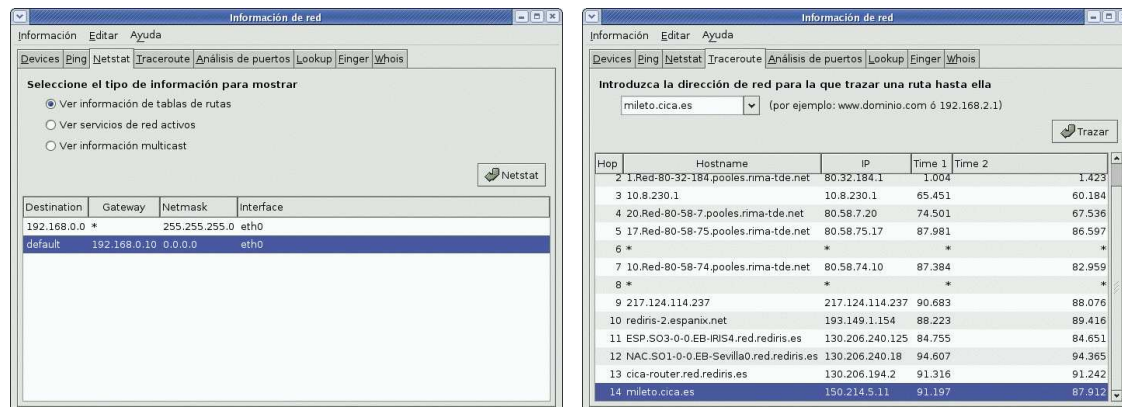 Información de red
Información Editar Ayuda
Devices Ping Netstat Traceroute Análisis de puertos Lookup Finger Whois
Seleccione el tipo de información para mostrar
Ver información de tablas de rutas
Ver servicios de red activos
Ver información multicast
Netstat
Destination Gateway Netmask Interface
192.168.0.0 * 255.255.255.0 eth0
default 192.168.0.10 0.0.0.0 eth0
Información de red
Información Editar Ayuda
Devices Ping Netstat Traceroute Análisis de puertos Lookup Finger Whois
Introduzca la dirección de red para la que trazar una ruta hasta ella
mileto.cica.es (por ejemplo: www.dominio.com ó 192.168.2.1)
Trazar
Hop Hostname IP Time 1 Time 2
2 1.Red-80-32-184.pooles.rima-tde.net 80.32.184.1 1.004 1.423
3 10.8.230.1 10.8.230.1 65.451 60.184
4 20.Red-80-58-7.pooles.rima-tde.net 80.58.7.20 74.501 67.536
5 17.Red-80-58-75.pooles.rima-tde.net 80.58.75.17 87.981 86.597
6 * * * *
7 10.Red-80-58-74.pooles.rima-tde.net 80.58.74.10 87.384 82.959
8 * * * *
9 217.124.114.237 217.124.114.237 90.683 88.076
10 rediris-2.espanix.net 193.149.1.154 88.223 89.416
11 ESP.SO3-0-0.EB-IRIS4.red.rediris.es 130.206.240.125 84.755 84.651
12 NAC.SO1-0-0.EB-Sevilla0.red.rediris.es 130.206.240.18 94.607 94.365
13 cica-router.red.rediris.es 130.206.194.2 91.316 91.242
14 mileto.cica.es 150.214.5.11 91.197 87.912